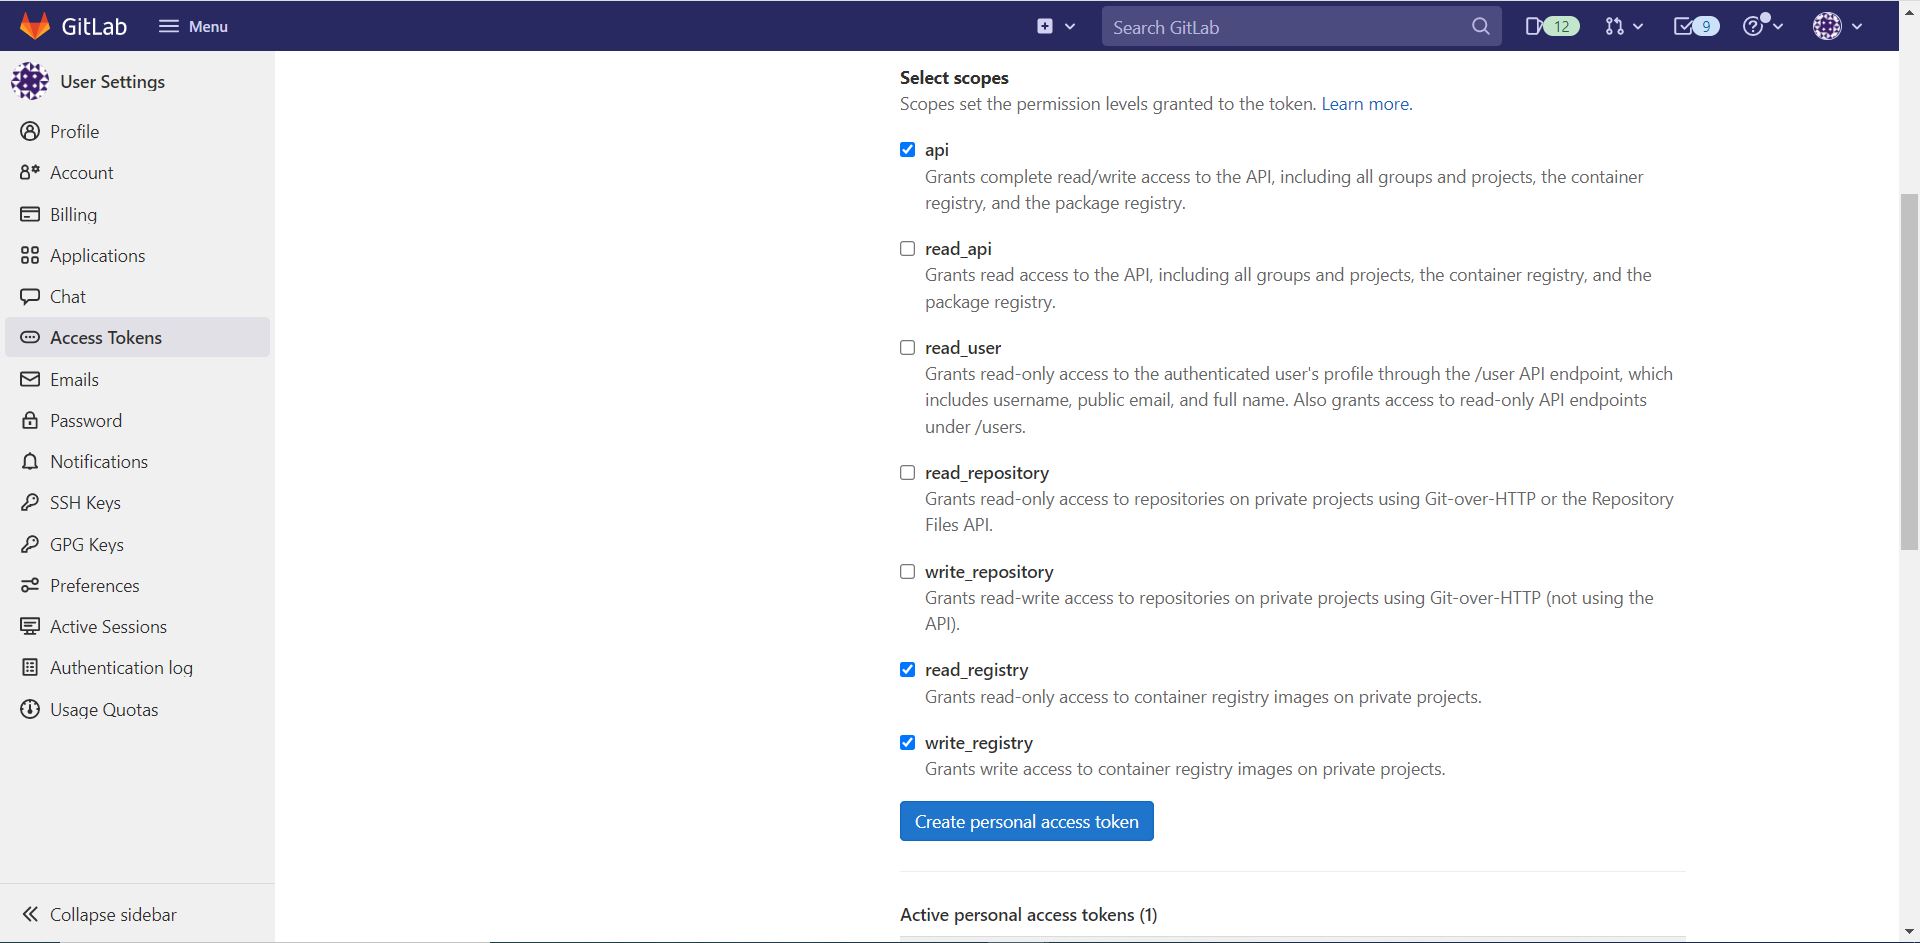 GitLab
Menu
Search GitLab
12
9
User Settings
Profile
Account
Billing
Applications
Chat
Access Tokens
Emails
Password
Notifications
SSH Keys
GPG Keys
Preferences
Active Sessions
Authentication log
Usage Quotas
Collapse sidebar
Select scopes
Scopes set the permission levels granted to the token. Learn more.
api
Grants complete read/write access to the API, including all groups and projects, the container
registry, and the package registry.
read_api
Grants read access to the API, including all groups and projects, the container registry, and the
package registry.
read_user
Grants read-only access to the authenticated user's profile through the /user API endpoint, which
includes username, public email, and full name. Also grants access to read-only API endpoints
under /users.
read_repository
Grants read-only access to repositories on private projects using Git-over-HTTP or the Repository
Files API.
write_repository
Grants read-write access to repositories on private projects using Git-over-HTTP (not using the
API).
read_registry
Grants read-only access to container registry images on private projects.
write_registry
Grants write access to container registry images on private projects.
Create personal access token
Active personal access tokens (1)